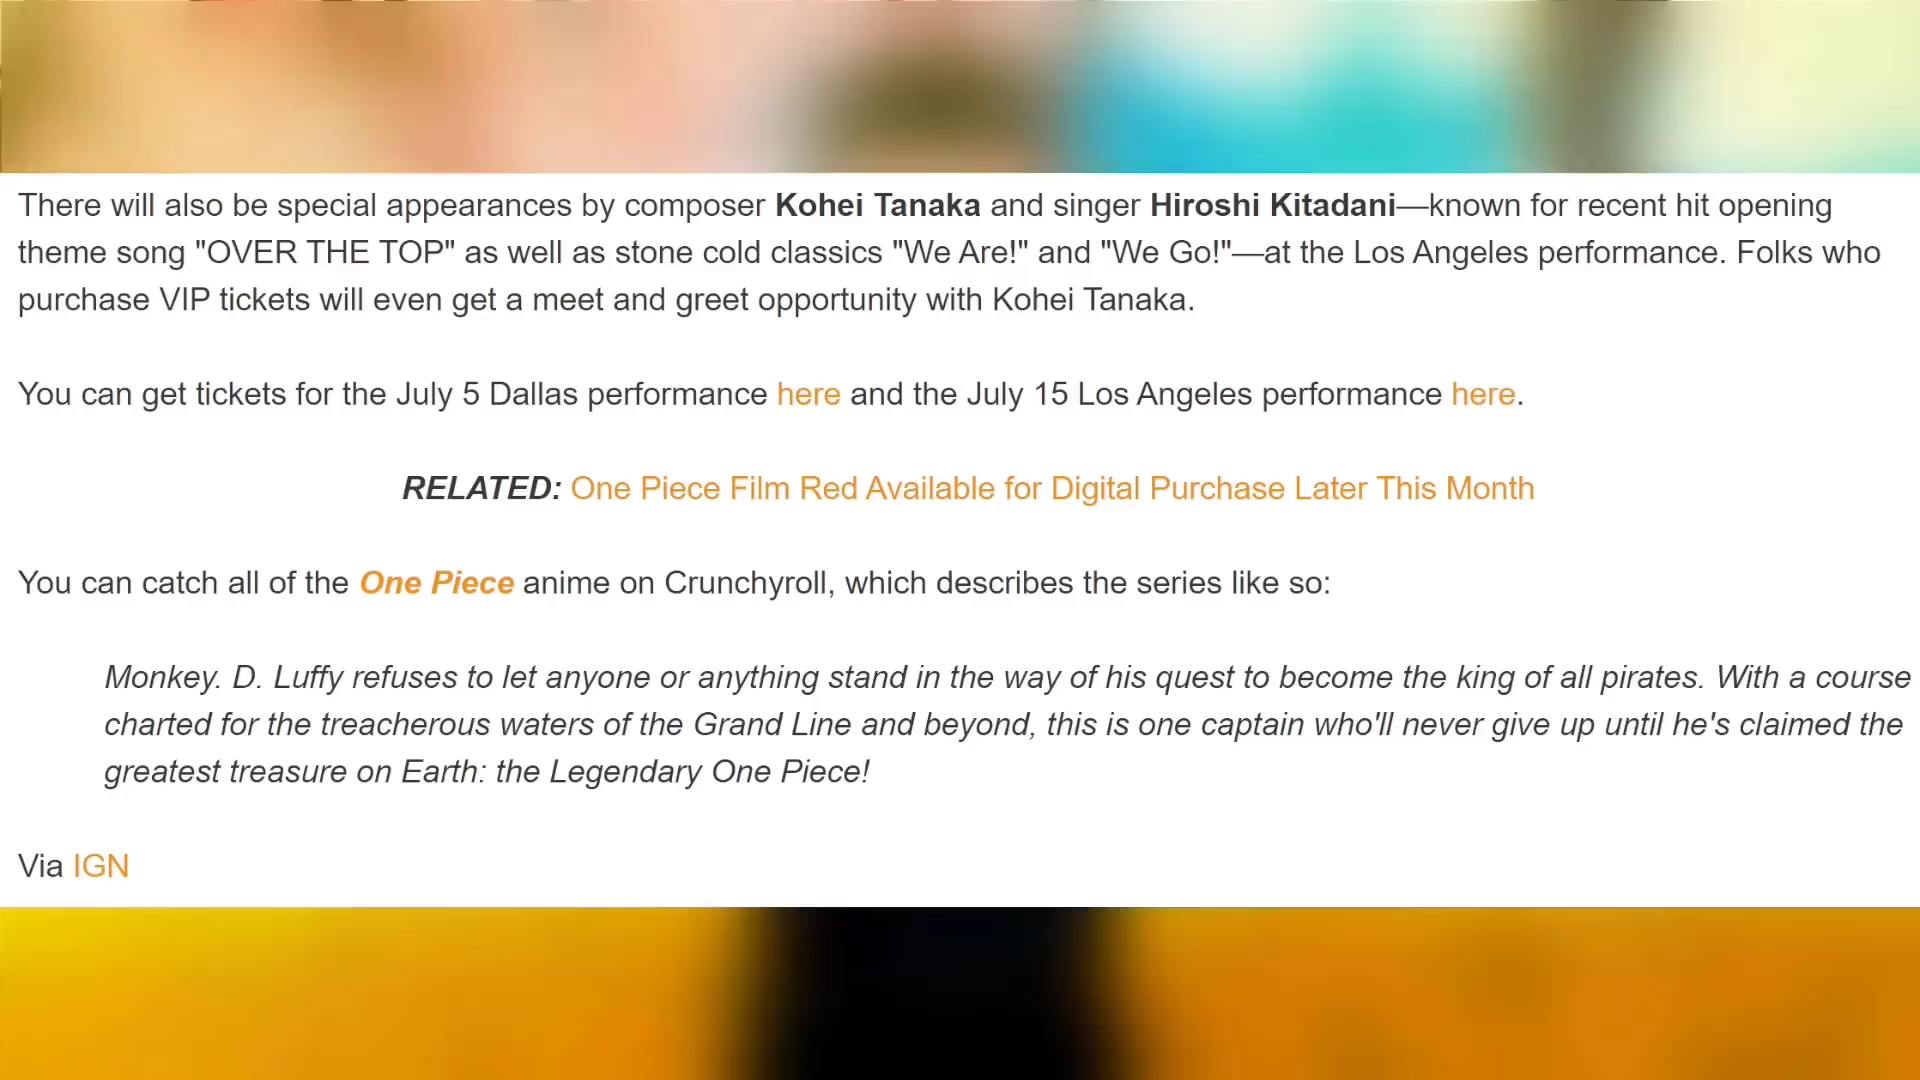 There will also be special appearances by composer Kohei Tanaka and singer Hiroshi Kitadani—known for recent hit opening
theme song "OVER THE TOP" as well as stone cold classics "We Are!" and "We Go!"—at the Los Angeles performance. Folks who
purchase VIP tickets will even get a meet and greet opportunity with Kohei Tanaka.
You can get tickets for the July 5 Dallas performance here and the July 15 Los Angeles performance here.
RELATED: One Piece Film Red Available for Digital Purchase Later This Month
You can catch all of the One Piece anime on Crunchyroll, which describes the series like so:
Monkey. D. Luffy refuses to let anyone or anything stand in the way of his quest to become the king of all pirates. With a course
charted for the treacherous waters of the Grand Line and beyond, this is one captain who'll never give up until he's claimed the
greatest treasure on Earth: the Legendary One Piece!
Via IGN